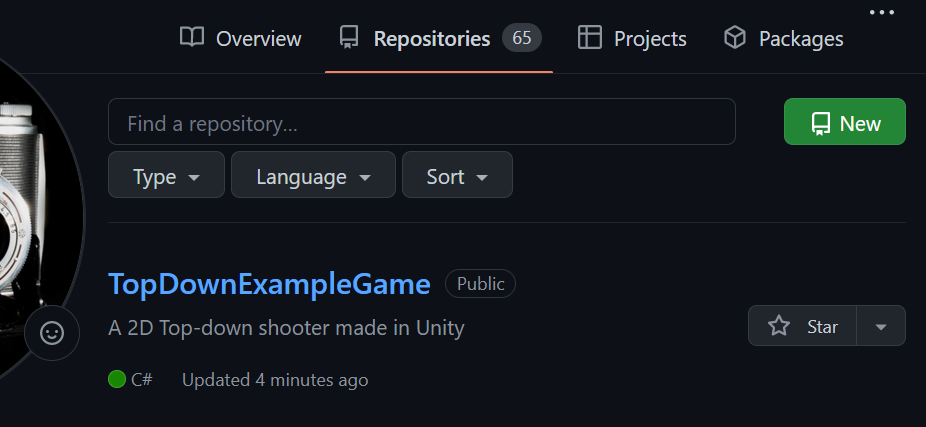 Overview Repositories 65 Projects Packages
Find a repository...
New
Type Language Sort
TopDownExampleGame Public
A 2D Top-down shooter made in Unity
Star
C# Updated 4 minutes ago